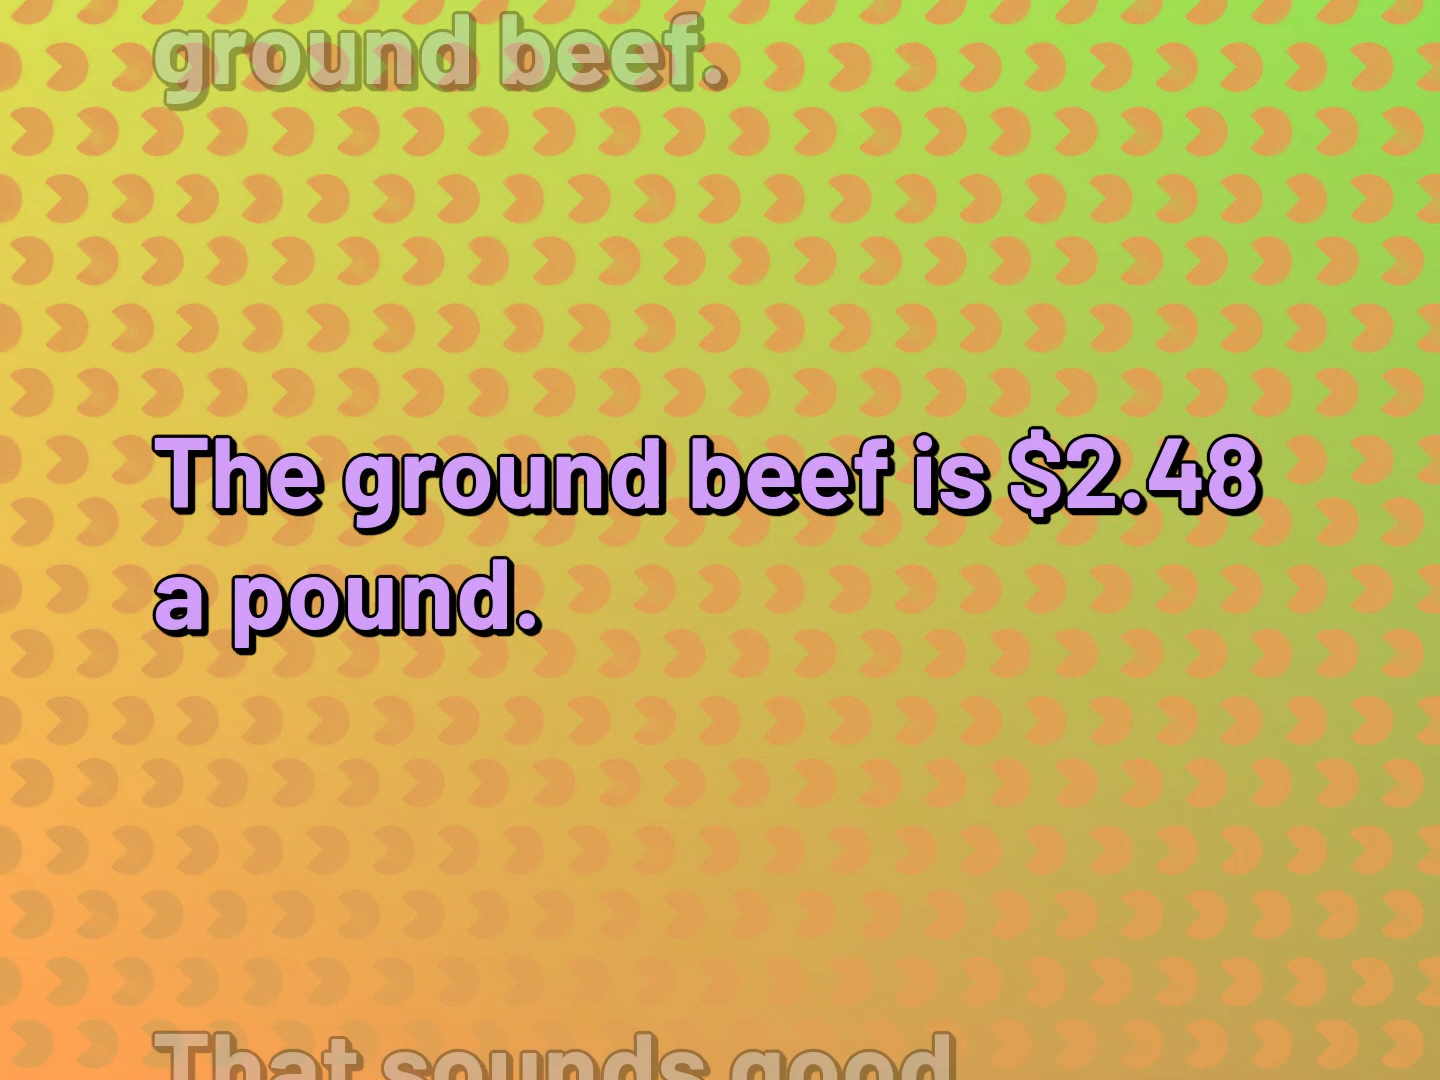 ground beef.
The ground beef is $2.48
a pound.
That sounds good